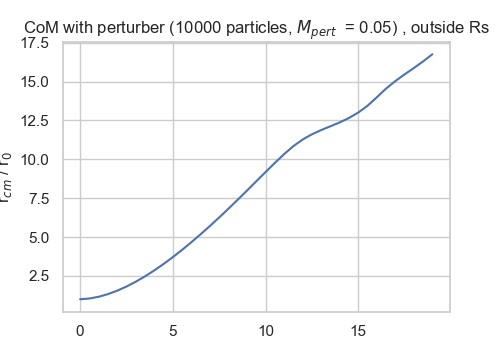 CoM with perturber (10000 particles, M_pert = 0.05) , outside Rs
17.5
15.0
12.5
10.0
7.5
5.0
2.5
r_cm / r_0
0 5 10 15